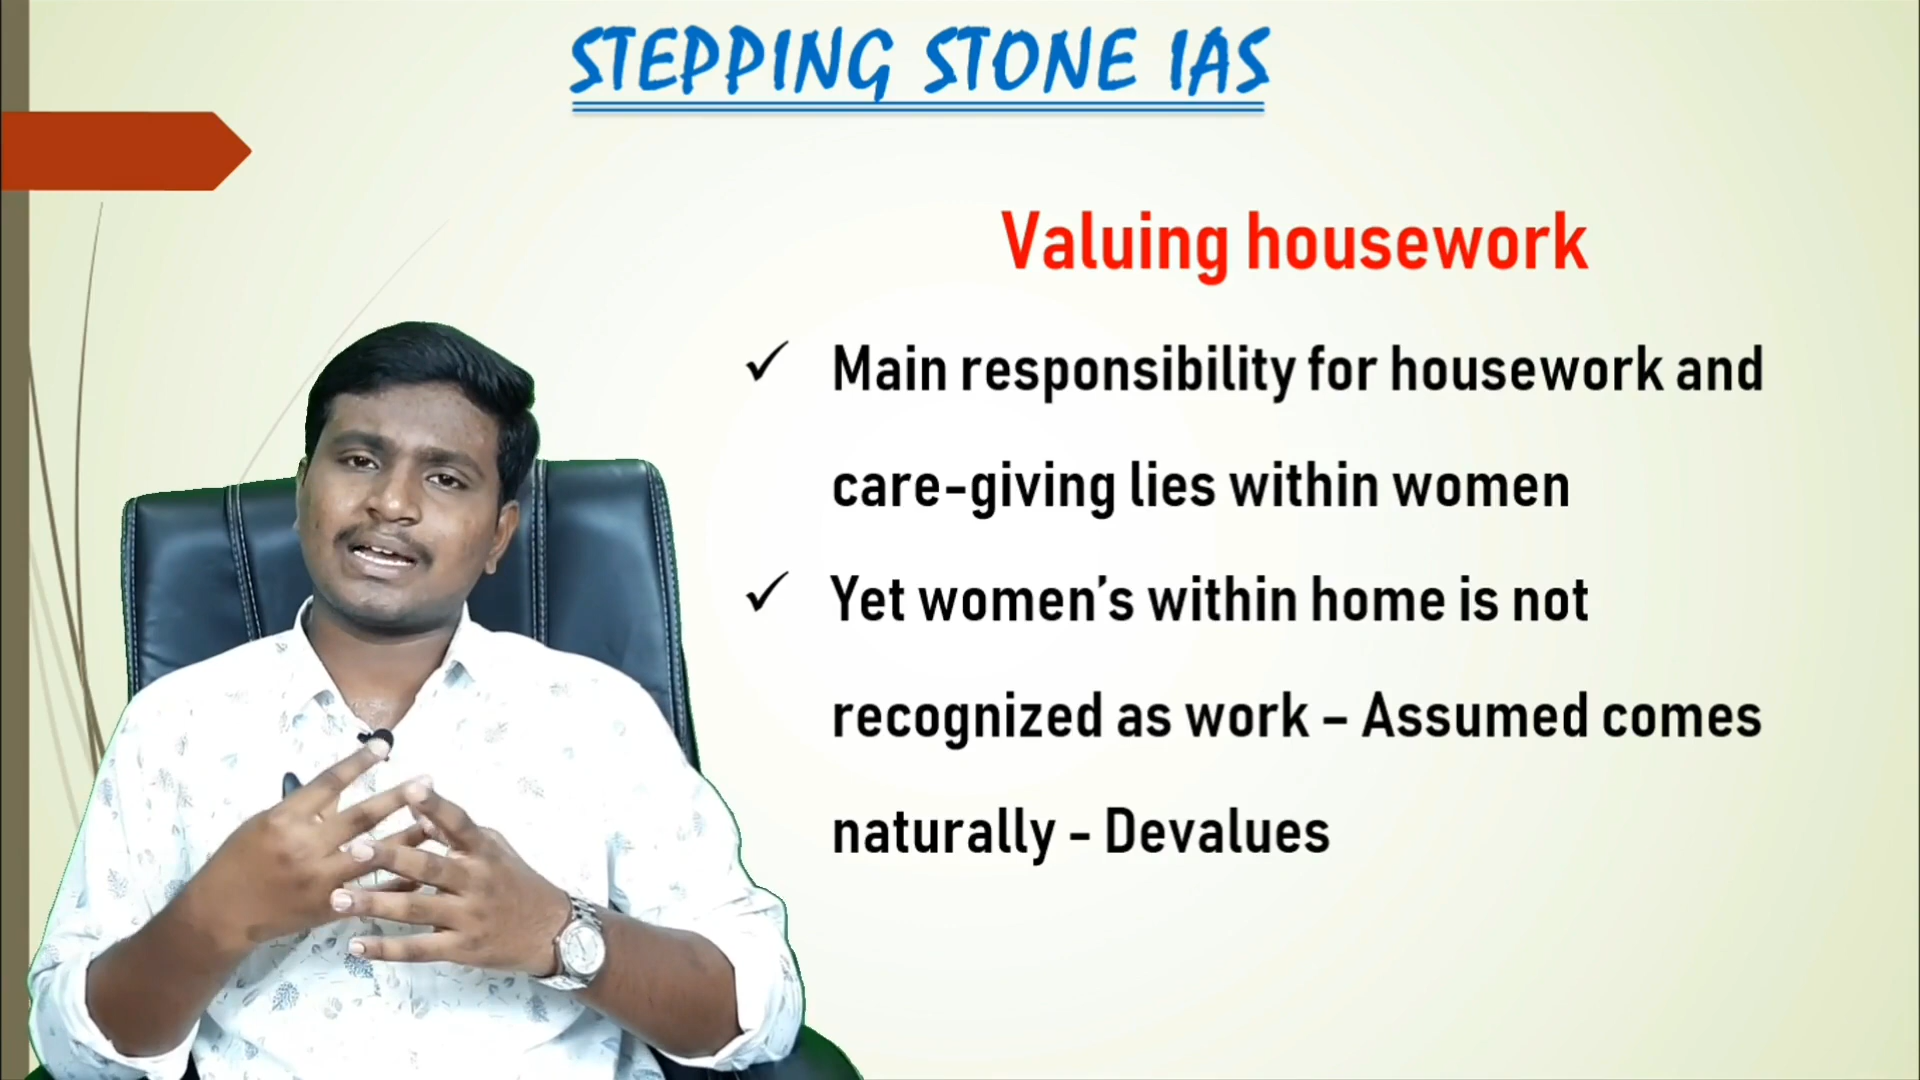 STEPPING STONE IAS
Valuing housework
✓ Main responsibility for housework and
care-giving lies within women
✓ Yet women’s within home is not
recognized as work – Assumed comes
naturally - Devalues